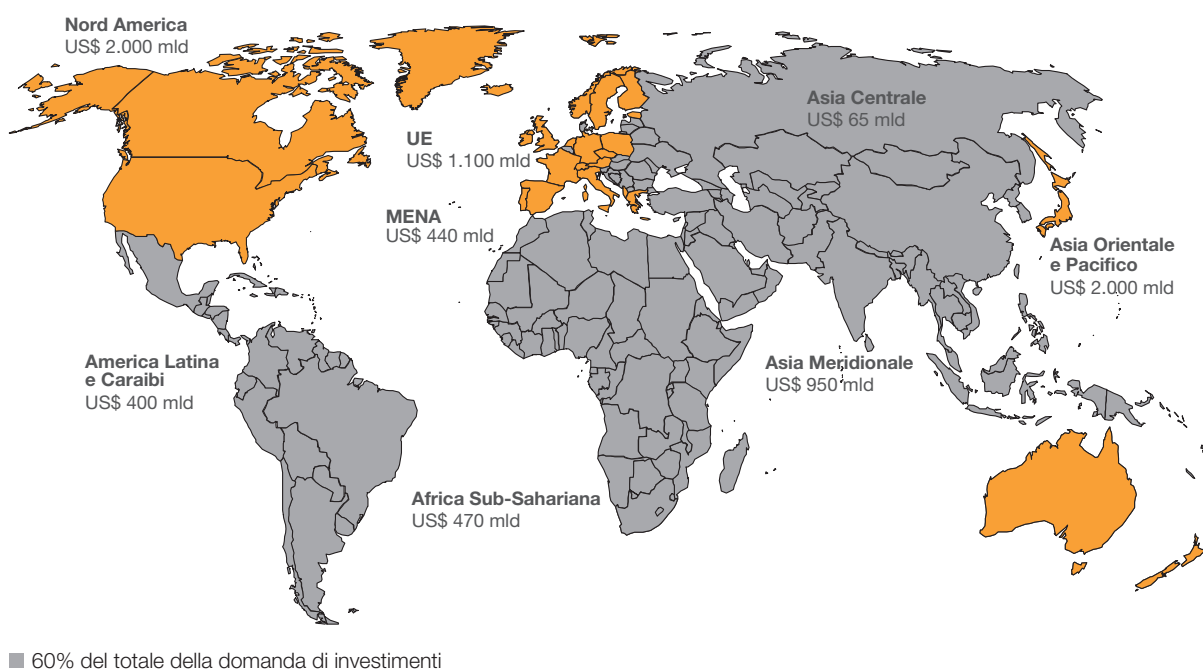 Nord America
US$ 2.000 mld
Asia Centrale
US$ 65 mld
UE
US$ 1.100 mld
MENA
US$ 440 mld
Asia Orientale
e Pacifico
US$ 2.000 mld
America Latina
e Caraibi
US$ 400 mld
Asia Meridionale
US$ 950 mld
Africa Sub-Sahariana
US$ 470 mld
60% del totale della domanda di investimenti